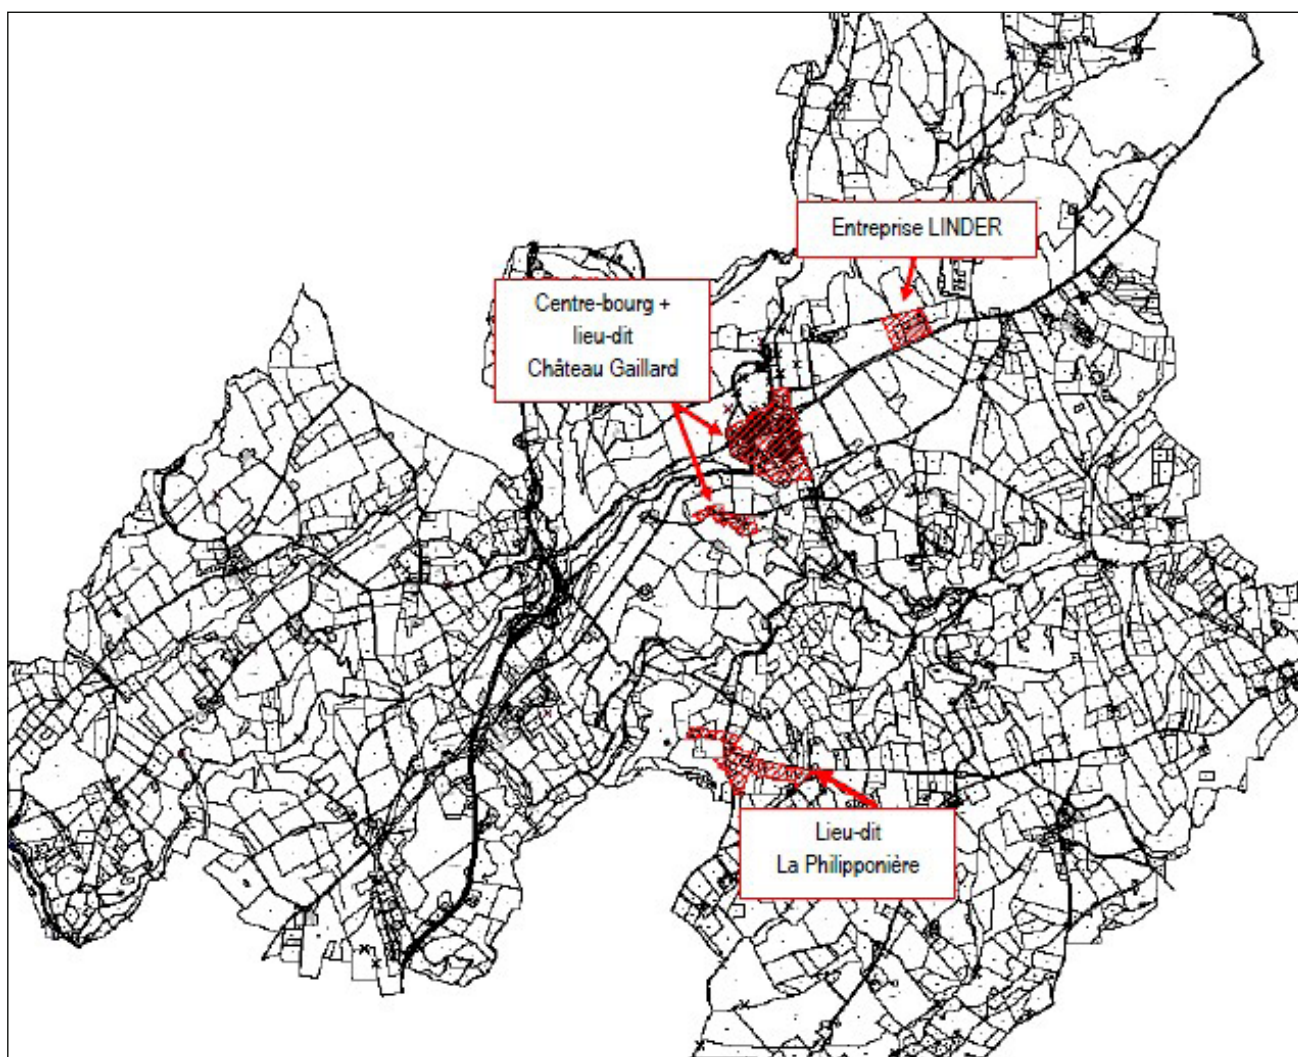 Entreprise LINDER
Centre-bourg +
lieu-dit
Château Gaillard
Lieu-dit
La Philipponière